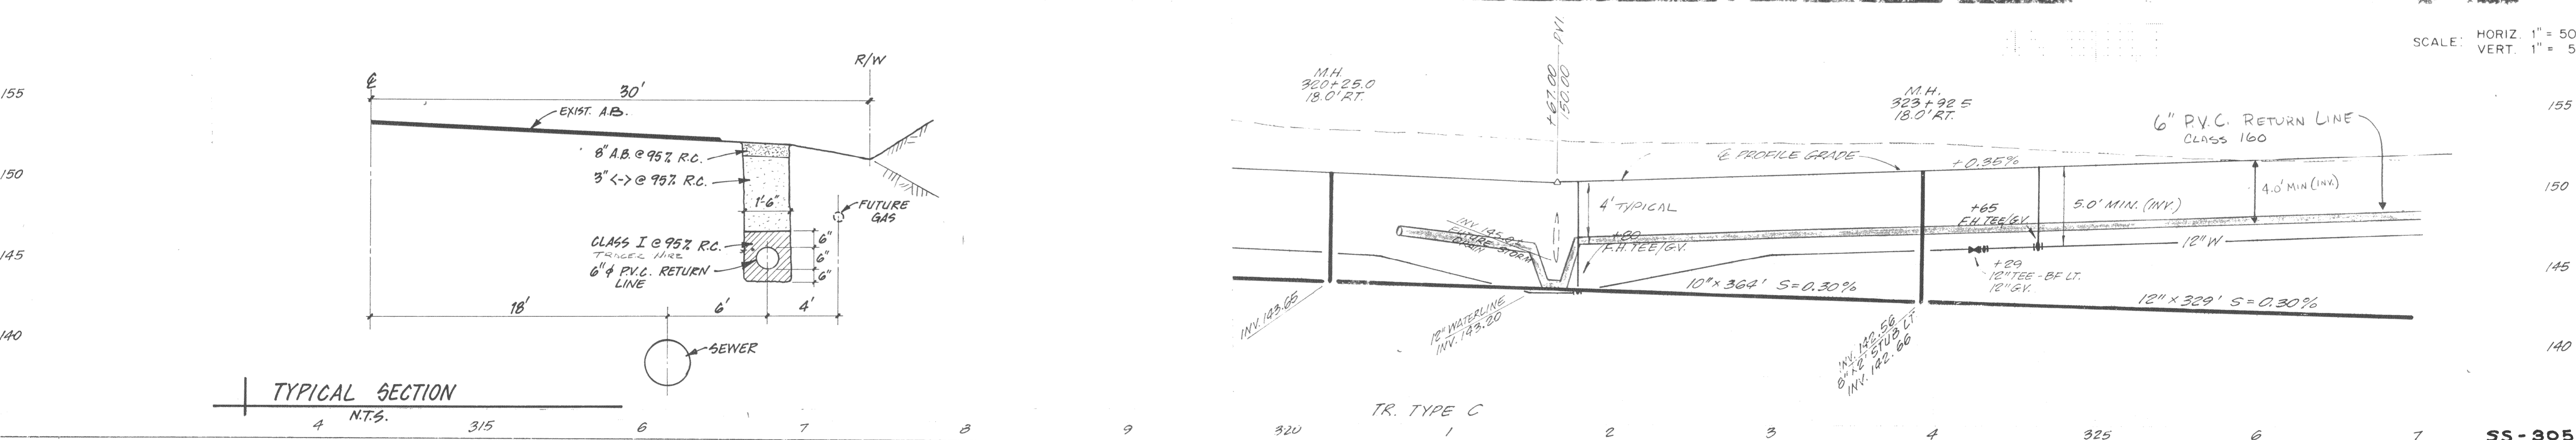 155
150
145
140
℄
30'
R/W
EXIST. A.B.
8" A.B. @ 95% R.C.
3" <-> @ 95% R.C.
1'-6"
FUTURE
GAS
CLASS I @ 95% R.C.
TRACER WIRE
6" ϕ P.V.C. RETURN
LINE
6"
6"
6"
18'
6'
4'
SEWER
TYPICAL SECTION
N.T.S.
SCALE: HORIZ. 1" = 50
VERT. 1" = 5
M.H.
320+25.0
18.0' RT.
+67.00 PVI
150.00
M.H.
323+92.5
18.0' RT.
6" P.V.C. RETURN LINE
CLASS 160
℄ PROFILE GRADE
+0.35%
4' TYPICAL
5.0' MIN. (INV.)
4.0' MIN (INV.)
FUTURE STORM
DRAIN
+80
F.H. TEE/G.V.
+65
F.H. TEE/G.V.
12" W
+29
12" TEE - BF LT.
12" G.V.
10" x 364' S=0.30%
12" x 329' S=0.30%
INV. 143.65
12" WATERLINE
INV. 143.20
INV. 142.56
8" x 2' STUB LT
INV. 142.66
TR. TYPE C
155
150
145
140
4 315 6 7 8 9 320 1 2 3 4 325 6 7
SS-305